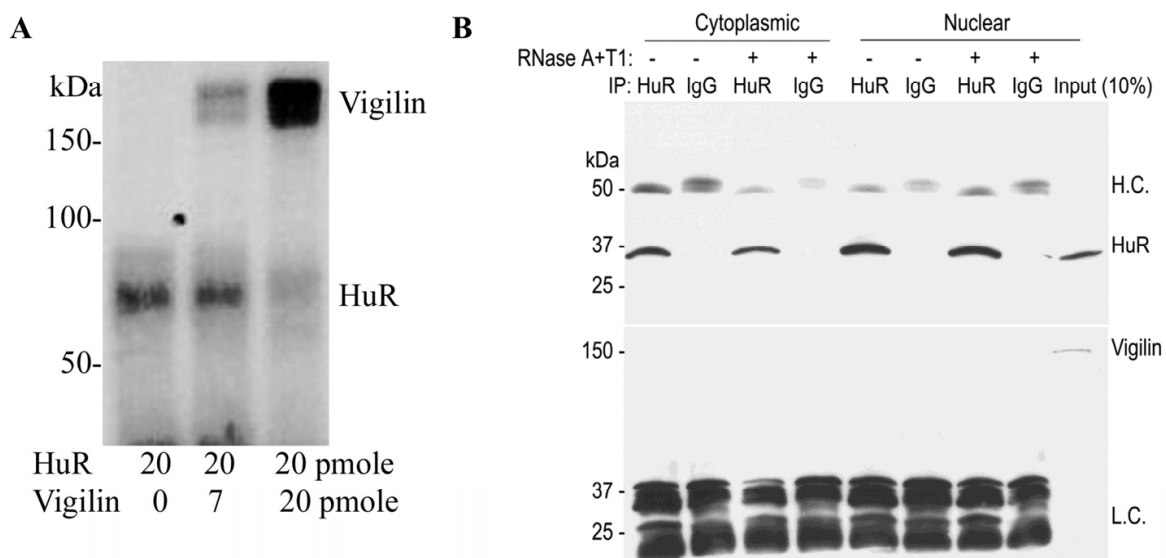 A
kDa
150-
100-
50-
Vigilin
HuR
HuR 20 20 20 pmole
Vigilin 0 7 20 pmole
B
Cytoplasmic Nuclear
RNase A+T1: - - + + - - + +
IP: HuR IgG HuR IgG HuR IgG HuR IgG Input (10%)
kDa
50 - H.C.
37 - HuR
25 -
150 - Vigilin
37 -
25 - L.C.